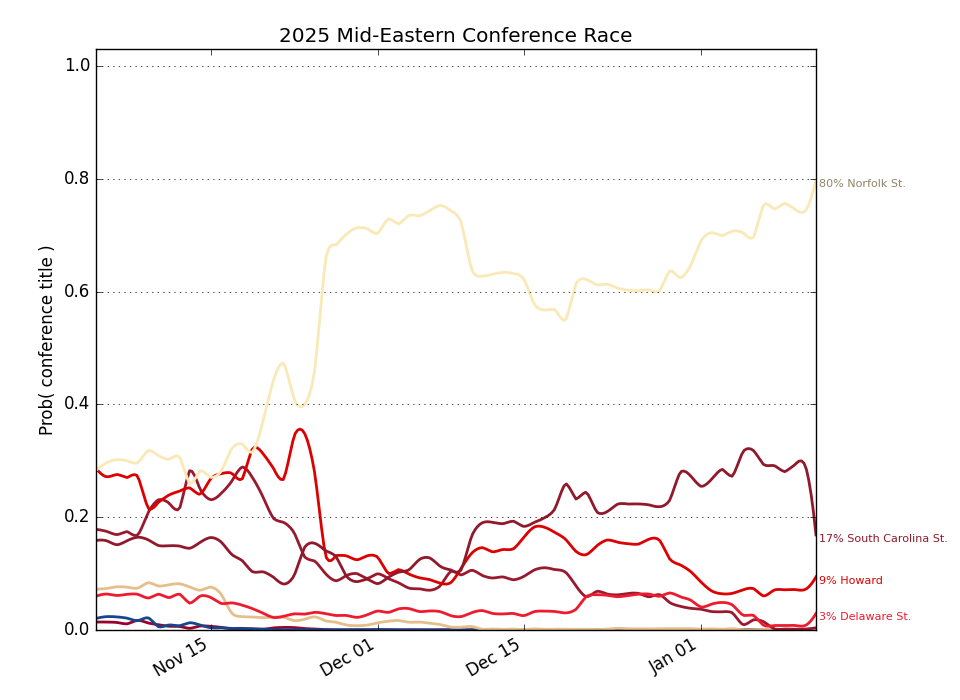 2025 Mid-Eastern Conference Race
Prob( conference title )
1.0
0.8
0.6
0.4
0.2
0.0
Nov 15
Dec 01
Dec 15
Jan 01
80% Norfolk St.
17% South Carolina St.
9% Howard
3% Delaware St.